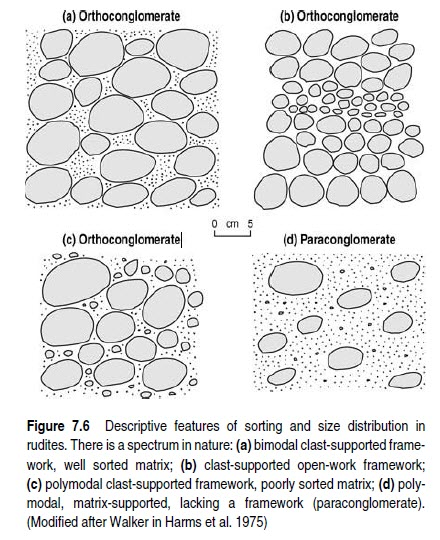 (a) Orthoconglomerate
(b) Orthoconglomerate
0 cm 5
(c) Orthoconglomerate
(d) Paraconglomerate
Figure 7.6 Descriptive features of sorting and size distribution in
rudites. There is a spectrum in nature: (a) bimodal clast-supported frame-
work, well sorted matrix; (b) clast-supported open-work framework;
(c) polymodal clast-supported framework, poorly sorted matrix; (d) poly-
modal, matrix-supported, lacking a framework (paraconglomerate).
(Modified after Walker in Harms et al. 1975)